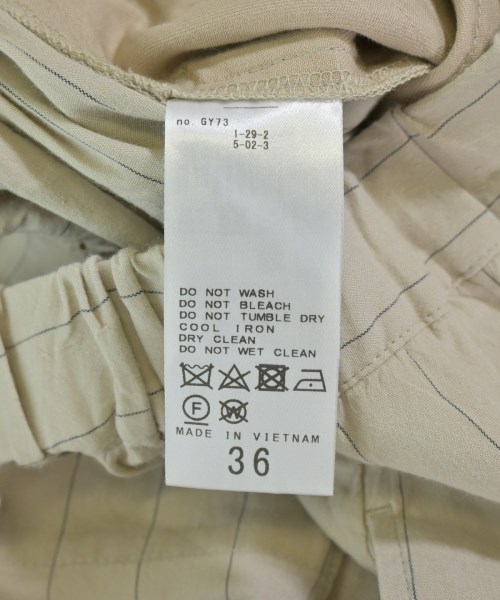 no. GY73
1-29-2
5-02-3
DO NOT WASH
DO NOT BLEACH
DO NOT TUMBLE DRY
COOL IRON
DRY CLEAN
DO NOT WET CLEAN
F W
MADE IN VIETNAM
36